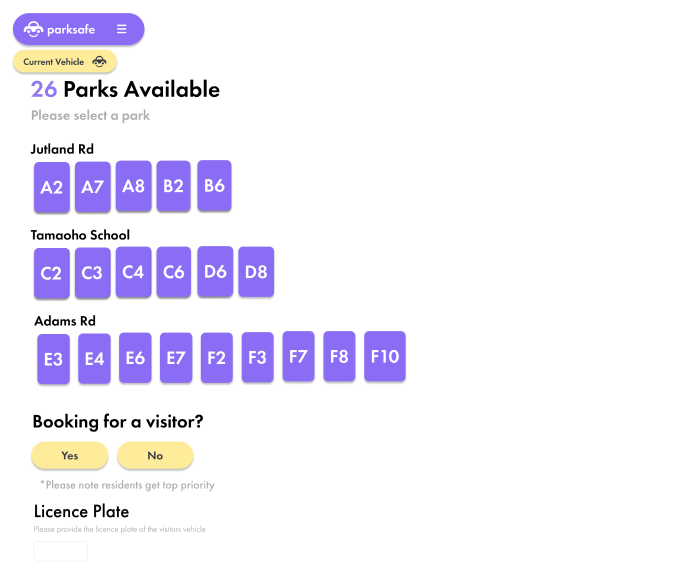 parksafe
Current Vehicle
26 Parks Available
Please select a park
Jutland Rd
A2 A7 A8 B2 B6
Tamaoho School
C2 C3 C4 C6 D6 D8
Adams Rd
E3 E4 E6 E7 F2 F3 F7 F8 F10
Booking for a visitor?
Yes No
*Please note residents get top priority
Licence Plate
Please provide the licence plate of the visitors vehicle